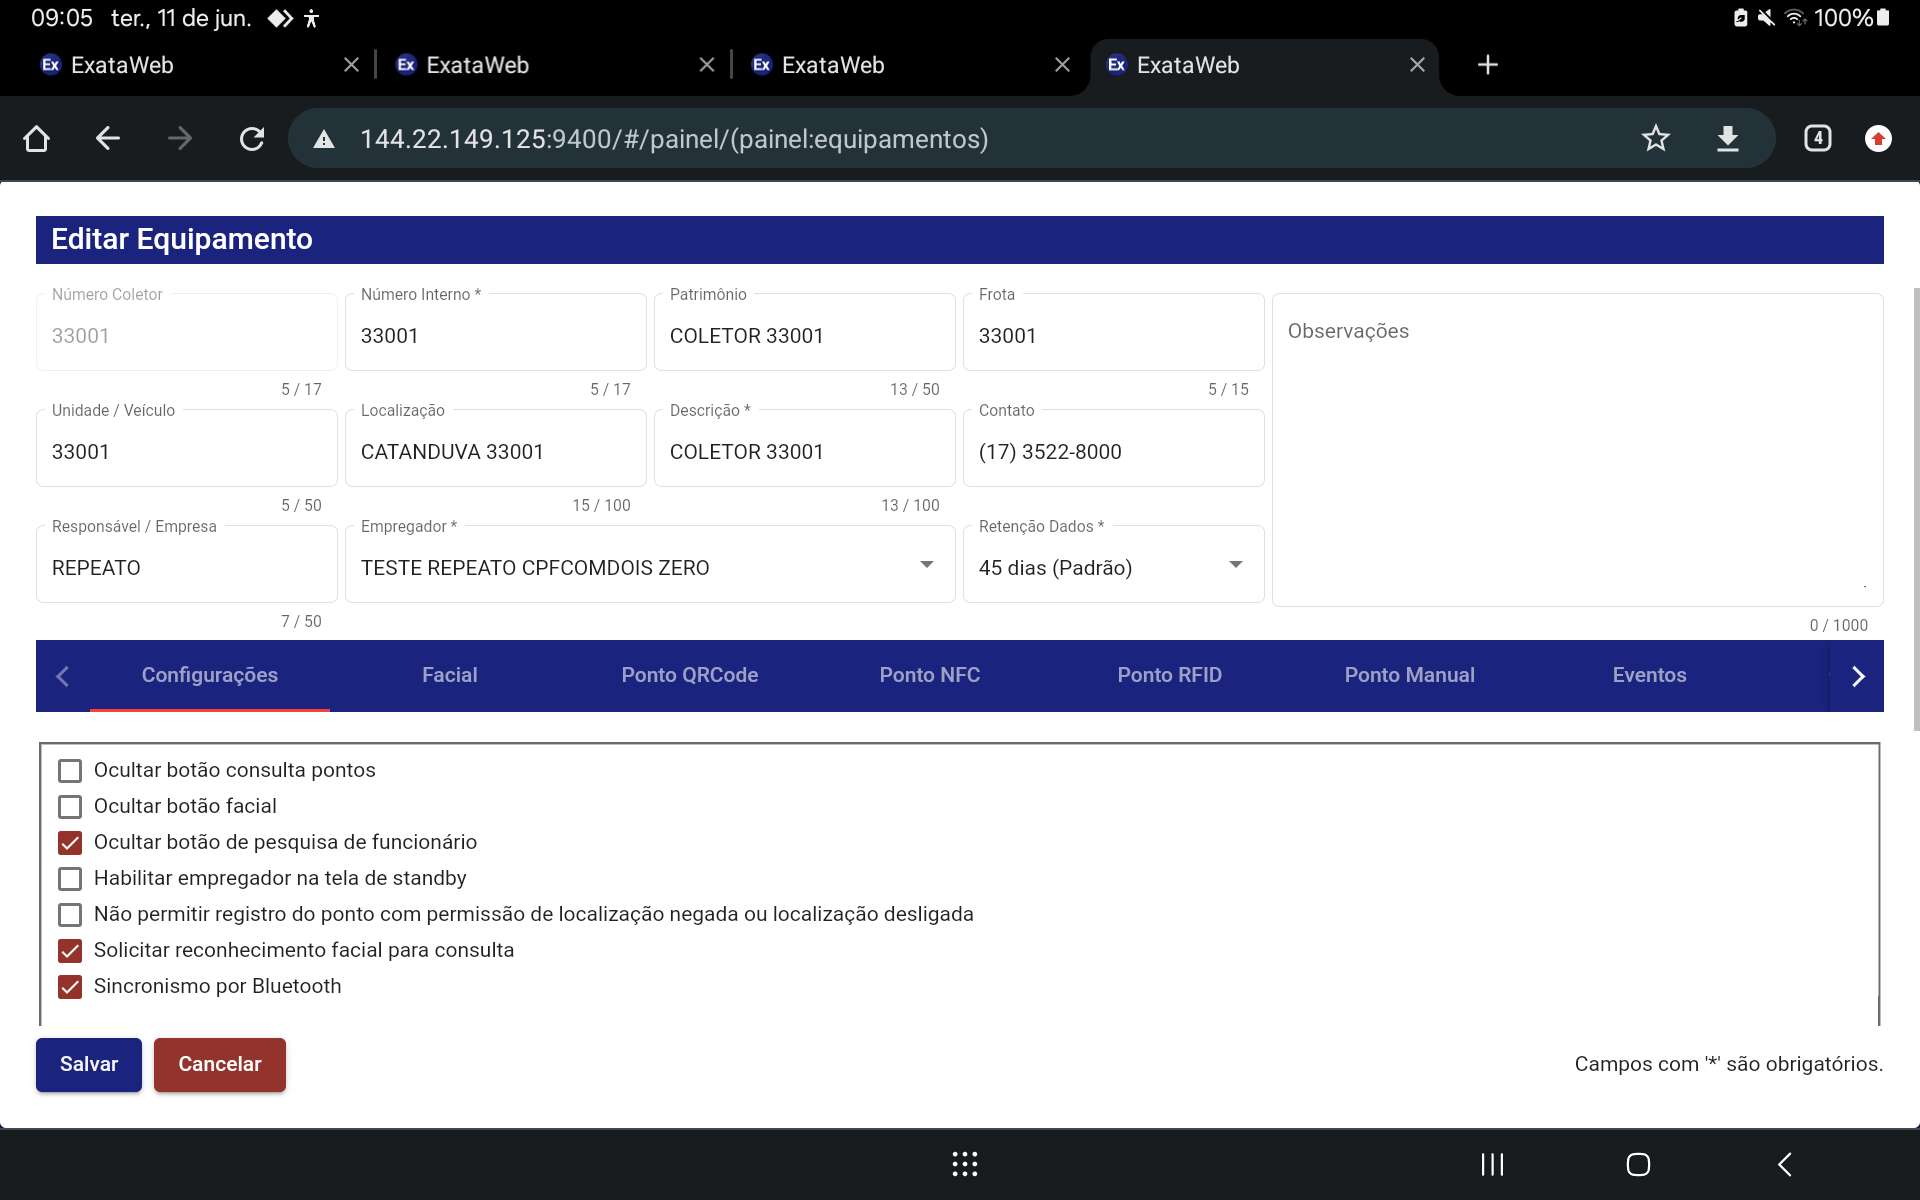 09:05 ter., 11 de jun. 100%
Ex ExataWeb Ex ExataWeb Ex ExataWeb Ex ExataWeb
144.22.149.125:9400/#/painel/(painel:equipamentos) 4
Editar Equipamento
Número Coletor Número Interno * Patrimônio Frota
33001 33001 COLETOR 33001 33001 Observações
5 / 17 5 / 17 13 / 50 5 / 15
Unidade / Veículo Localização Descrição * Contato
33001 CATANDUVA 33001 COLETOR 33001 (17) 3522-8000
5 / 50 15 / 100 13 / 100
Responsável / Empresa Empregador * Retenção Dados *
REPEATO TESTE REPEATO CPFCOMDOIS ZERO 45 dias (Padrão)
7 / 50 0 / 1000
Configurações Facial Ponto QRCode Ponto NFC Ponto RFID Ponto Manual Eventos
Ocultar botão consulta pontos
Ocultar botão facial
Ocultar botão de pesquisa de funcionário
Habilitar empregador na tela de standby
Não permitir registro do ponto com permissão de localização negada ou localização desligada
Solicitar reconhecimento facial para consulta
Sincronismo por Bluetooth
Salvar Cancelar Campos com '*' são obrigatórios.